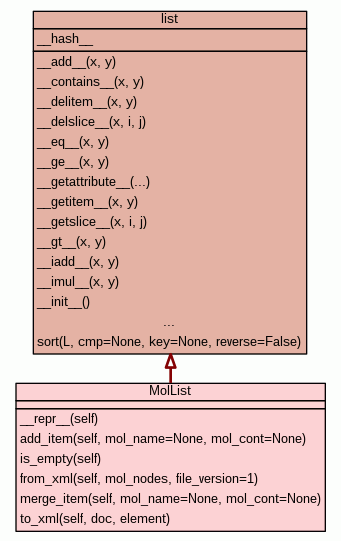 list
__hash__
__add__(x, y)
__contains__(x, y)
__delitem__(x, y)
__delslice__(x, i, j)
__eq__(x, y)
__ge__(x, y)
__getattribute__(...)
__getitem__(x, y)
__getslice__(x, i, j)
__gt__(x, y)
__iadd__(x, y)
__imul__(x, y)
__init__()
...
sort(L, cmp=None, key=None, reverse=False)
MolList
__repr__(self)
add_item(self, mol_name=None, mol_cont=None)
is_empty(self)
from_xml(self, mol_nodes, file_version=1)
merge_item(self, mol_name=None, mol_cont=None)
to_xml(self, doc, element)